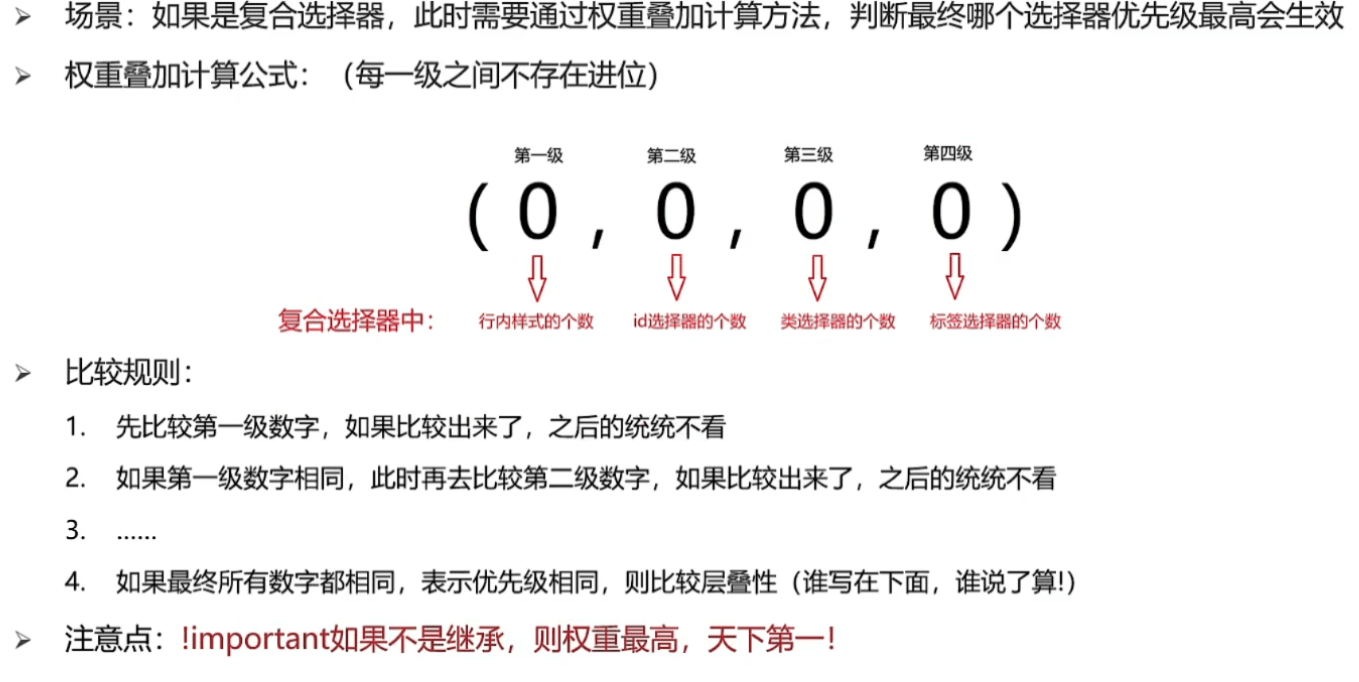 ➢ 场景：如果是复合选择器，此时需要通过权重叠加计算方法，判断最终哪个选择器优先级最高会生效
➢ 权重叠加计算公式：（每一级之间不存在进位）
第一级 第二级 第三级 第四级
( 0 , 0 , 0 , 0 )
复合选择器中： 行内样式的个数 id选择器的个数 类选择器的个数 标签选择器的个数
➢ 比较规则：
1. 先比较第一级数字，如果比较出来了，之后的统统不看
2. 如果第一级数字相同，此时再去比较第二级数字，如果比较出来了，之后的统统不看
3. ......
4. 如果最终所有数字都相同，表示优先级相同，则比较层叠性（谁写在下面，谁说了算!）
➢ 注意点：!important如果不是继承，则权重最高，天下第一！